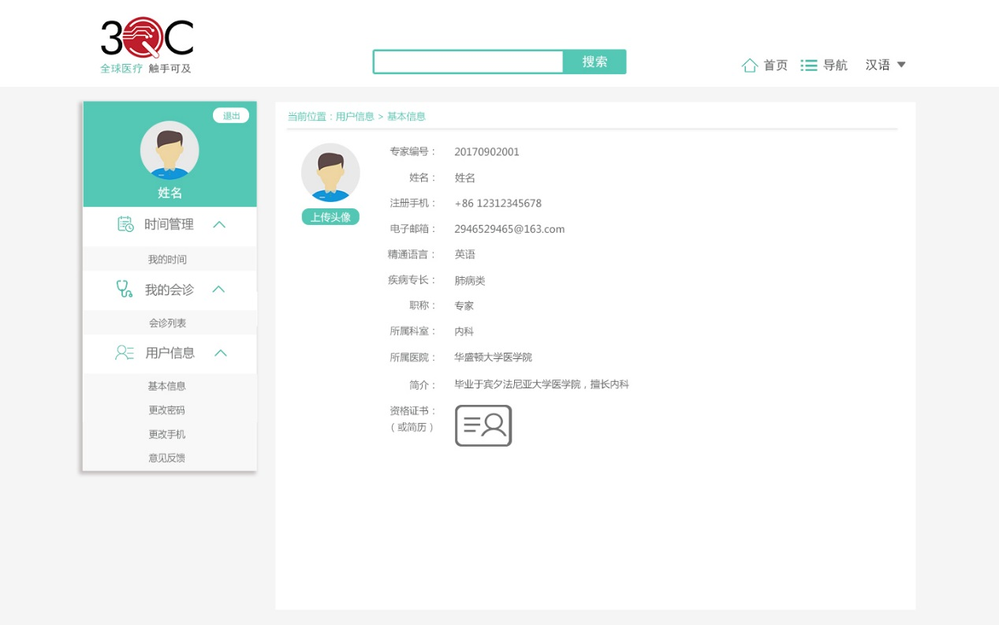 3QC
全球医疗 触手可及
搜索
首页
导航
汉语
退出
姓名
时间管理
我的时间
我的会诊
会诊列表
用户信息
基本信息
更改密码
更改手机
意见反馈
当前位置：用户信息 > 基本信息
上传头像
专家编号： 20170902001
姓名： 姓名
注册手机： +86 12312345678
电子邮箱： 2946529465@163.com
精通语言： 英语
疾病专长： 肺病类
职称： 专家
所属科室： 内科
所属医院： 华盛顿大学医学院
简介： 毕业于宾夕法尼亚大学医学院，擅长内科
资格证书：
（或简历）